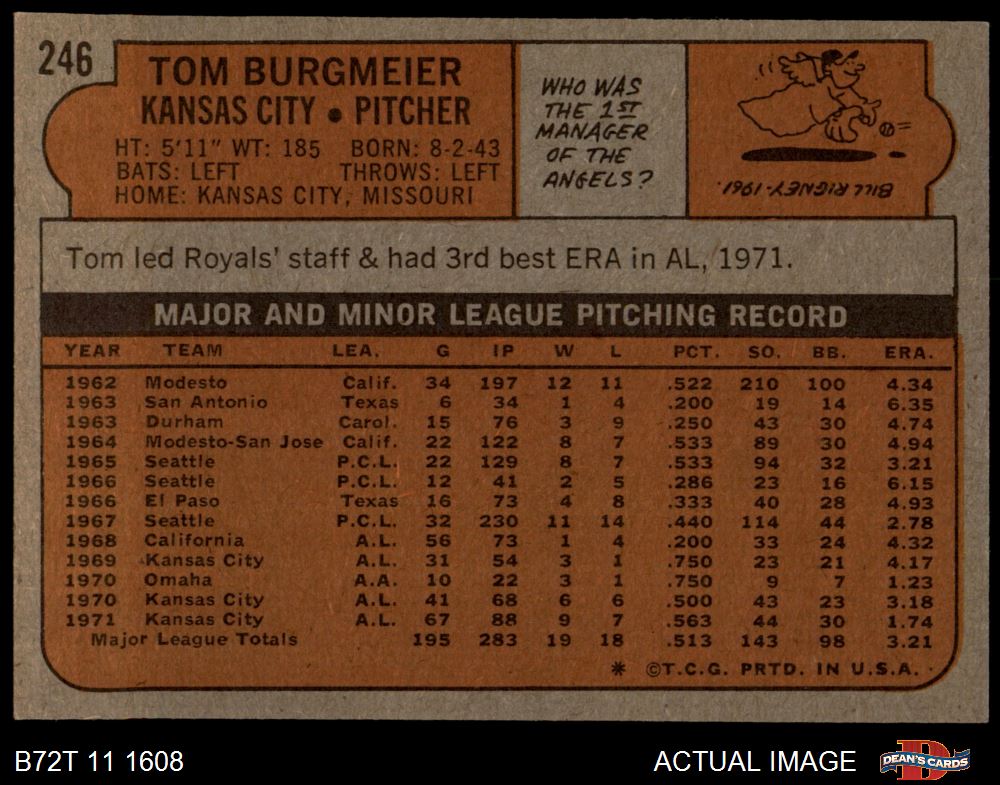 246
TOM BURGMEIER
KANSAS CITY • PITCHER
HT: 5'11" WT: 185 BORN: 8-2-43
BATS: LEFT THROWS: LEFT
HOME: KANSAS CITY, MISSOURI
WHO WAS
THE 1ST
MANAGER
OF THE
ANGELS?
BILL RIGNEY-1961.
Tom led Royals' staff & had 3rd best ERA in AL, 1971.
MAJOR AND MINOR LEAGUE PITCHING RECORD
YEAR TEAM LEA. G IP W L PCT. SO. BB. ERA.
1962 Modesto Calif. 34 197 12 11 .522 210 100 4.34
1963 San Antonio Texas 6 34 1 4 .200 19 14 6.35
1963 Durham Carol. 15 76 3 9 .250 43 30 4.74
1964 Modesto-San Jose Calif. 22 122 8 7 .533 89 30 4.94
1965 Seattle P.C.L. 22 129 8 7 .533 94 32 3.21
1966 Seattle P.C.L. 12 41 2 5 .286 23 16 6.15
1966 El Paso Texas 16 73 4 8 .333 40 28 4.93
1967 Seattle P.C.L. 32 230 11 14 .440 114 44 2.78
1968 California A.L. 56 73 1 4 .200 33 24 4.32
1969 Kansas City A.L. 31 54 3 1 .750 23 21 4.17
1970 Omaha A.A. 10 22 3 1 .750 9 7 1.23
1970 Kansas City A.L. 41 68 6 6 .500 43 23 3.18
1971 Kansas City A.L. 67 88 9 7 .563 44 30 1.74
Major League Totals 195 283 19 18 .513 143 98 3.21
* ©T.C.G. PRTD. IN U.S.A.
B72T 11 1608 ACTUAL IMAGE D DEAN'S CARDS